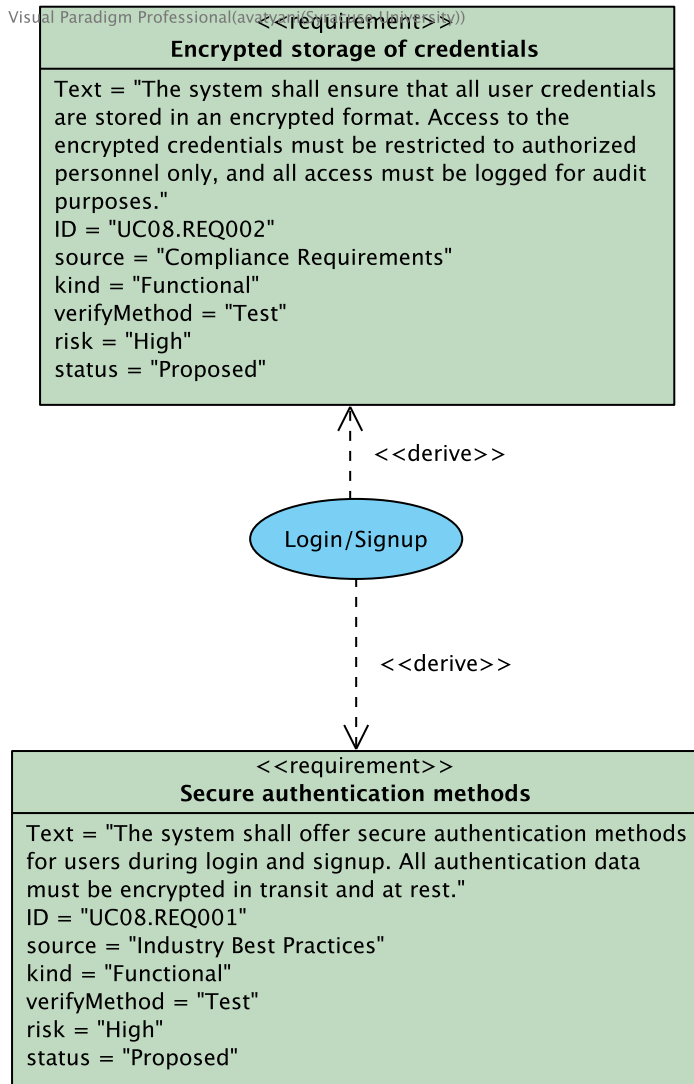 Visual Paradigm Professional(avatyani(Syracuse University))
<<requirement>>
Encrypted storage of credentials
Text = "The system shall ensure that all user credentials
are stored in an encrypted format. Access to the
encrypted credentials must be restricted to authorized
personnel only, and all access must be logged for audit
purposes."
ID = "UC08.REQ002"
source = "Compliance Requirements"
kind = "Functional"
verifyMethod = "Test"
risk = "High"
status = "Proposed"
<<derive>>
Login/Signup
<<derive>>
<<requirement>>
Secure authentication methods
Text = "The system shall offer secure authentication methods
for users during login and signup. All authentication data
must be encrypted in transit and at rest."
ID = "UC08.REQ001"
source = "Industry Best Practices"
kind = "Functional"
verifyMethod = "Test"
risk = "High"
status = "Proposed"